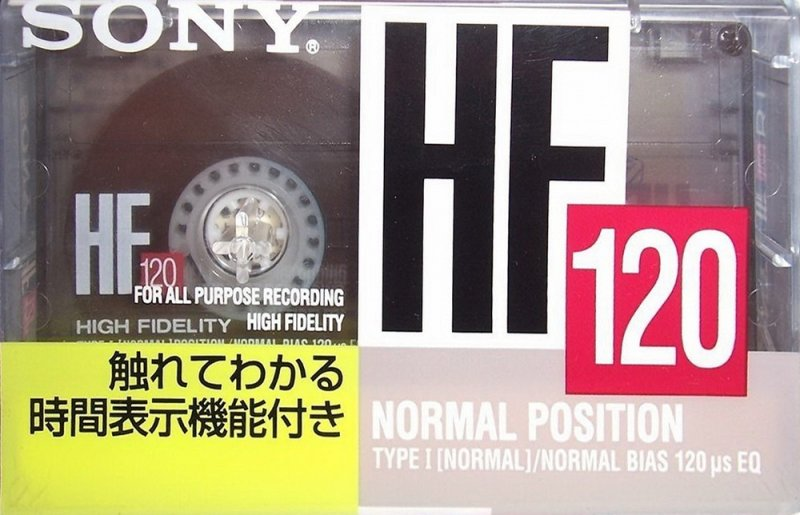 SONY®
HF
120
HF
120
FOR ALL PURPOSE RECORDING
HIGH FIDELITY
HIGH FIDELITY
触れてわかる
時間表示機能付き
NORMAL POSITION
TYPE I [NORMAL]/NORMAL BIAS 120 μs EQ